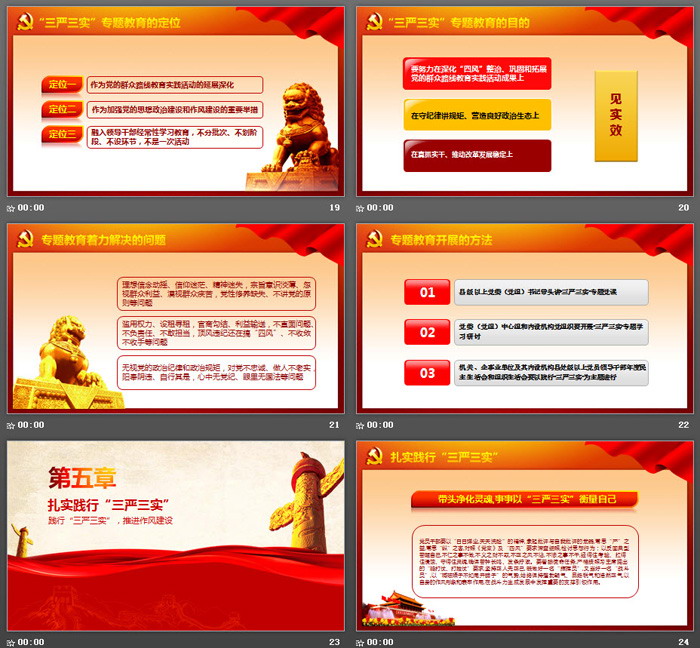 “三严三实”专题教育的定位
定位一
作为党的群众路线教育实践活动的延展深化
定位二
作为加强党的思想政治建设和作风建设的重要举措
定位三
融入领导干部经常性学习教育，不分批次、不划阶
段、不设环节，不是一次活动
00:00
19
“三严三实”专题教育的目的
要努力在深化“四风”整治、巩固和拓展
党的群众路线教育实践活动成果上
在守纪律讲规矩、营造良好政治生态上
在真抓实干、推动改革发展稳定上
见
实
效
00:00
20
专题教育着力解决的问题
理想信念动摇、信仰迷茫、精神迷失，宗旨意识淡薄、忽
视群众利益、漠视群众疾苦，党性修养缺失、不讲党的原
则等问题
滥用权力、设租寻租，官商勾结、利益输送，不直面问题、
不负责任、不敢担当，顶风违纪还在搞“四风”、不收敛
不收手等问题
无视党的政治纪律和政治规矩，对党不忠诚、做人不老实，
阳奉阴违、自行其是，心中无党纪、眼里无国法等问题
00:00
21
专题教育开展的方法
01
县级以上党委（党组）书记带头讲“三严三实”专题党课
02
党委（党组）中心组和内设机构党组织要开展“三严三实”专题学
习研讨
03
机关、企事业单位及其内设机构县处级以上党员领导干部年度民
主生活会和组织生活会要以践行“三严三实”为主题进行
00:00
22
第五章
扎实践行“三严三实”
践行“三严三实”，推进作风建设
00:00
23
扎实践行“三严三实”
带头净化灵魂，事事以“三严三实”衡量自己
00:00
24